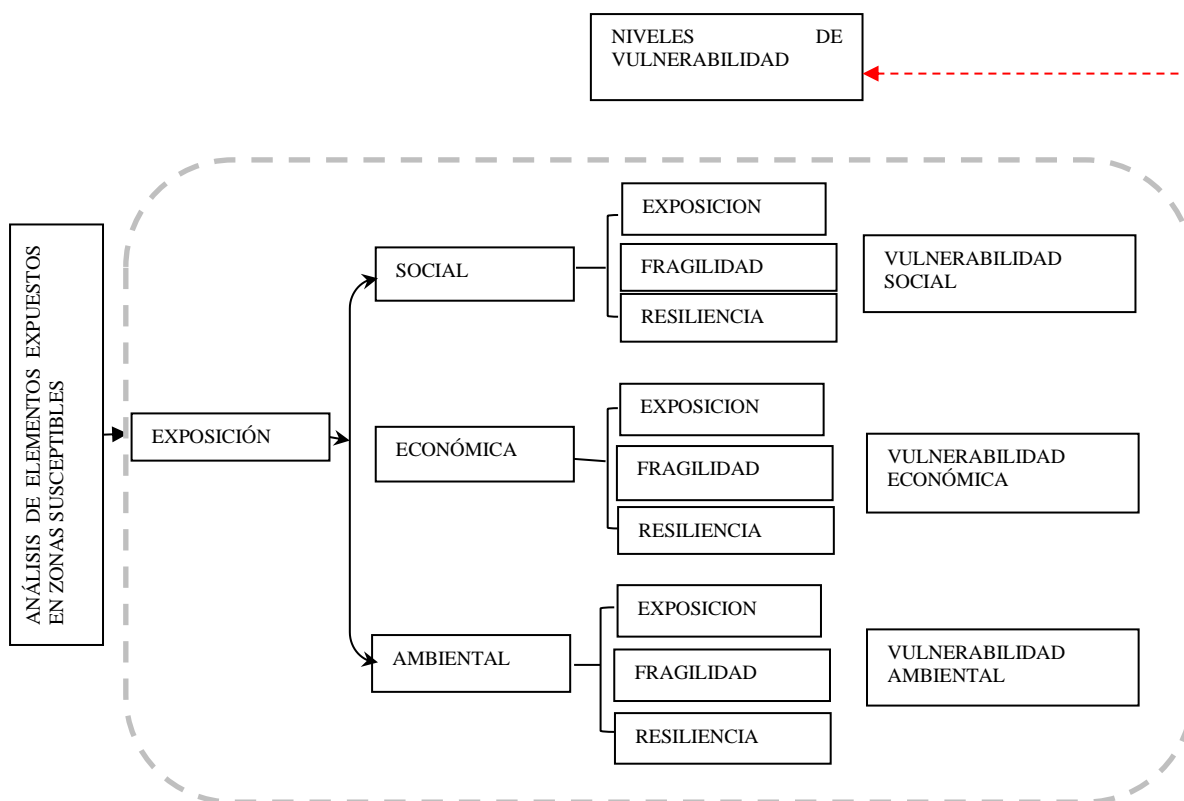 NIVELES DE
VULNERABILIDAD
ANÁLISIS DE ELEMENTOS EXPUESTOS
EN ZONAS SUSCEPTIBLES
EXPOSICIÓN
SOCIAL
EXPOSICION
FRAGILIDAD
RESILIENCIA
VULNERABILIDAD
SOCIAL
ECONÓMICA
EXPOSICION
FRAGILIDAD
RESILIENCIA
VULNERABILIDAD
ECONÓMICA
AMBIENTAL
EXPOSICION
FRAGILIDAD
RESILIENCIA
VULNERABILIDAD
AMBIENTAL